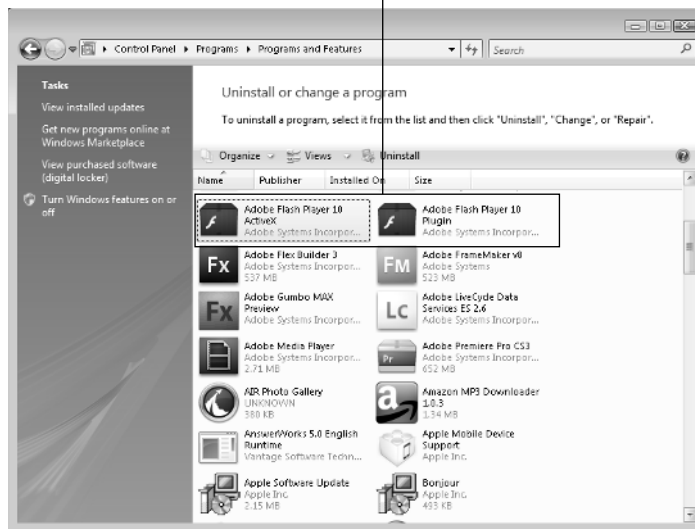 Control Panel ▸ Programs ▸ Programs and Features
Search
Tasks
View installed updates
Get new programs online at
Windows Marketplace
View purchased software
(digital locker)
Turn Windows features on or
off
Uninstall or change a program
To uninstall a program, select it from the list and then click "Uninstall", "Change", or "Repair".
Organize Views Uninstall
Name Publisher Installed On Size
Adobe Flash Player 10
ActiveX
Adobe Systems Incorpor...
Adobe Flash Player 10
Plugin
Adobe Systems Incorpor...
Fx
Adobe Flex Builder 3
Adobe Systems Incorpor...
537 MB
FM
Adobe FrameMaker v8
Adobe Systems
523 MB
Fx
Adobe Gumbo MAX
Preview
Adobe Systems Incorpor...
Lc
Adobe LiveCycle Data
Services ES 2.6
Adobe Systems Incorpor...
Adobe Media Player
Adobe Systems Incorpor...
2.71 MB
Pr
Adobe Premiere Pro CS3
Adobe Systems Incorpor...
652 MB
AIR Photo Gallery
UNKNOWN
380 KB
a
Amazon MP3 Downloader
1.0.3
1.34 MB
AnswerWorks 5.0 English
Runtime
Vantage Software Techn...
Apple Mobile Device
Support
Apple Inc.
Apple Software Update
Apple Inc.
2.15 MB
Bonjour
Apple Inc.
493 KB